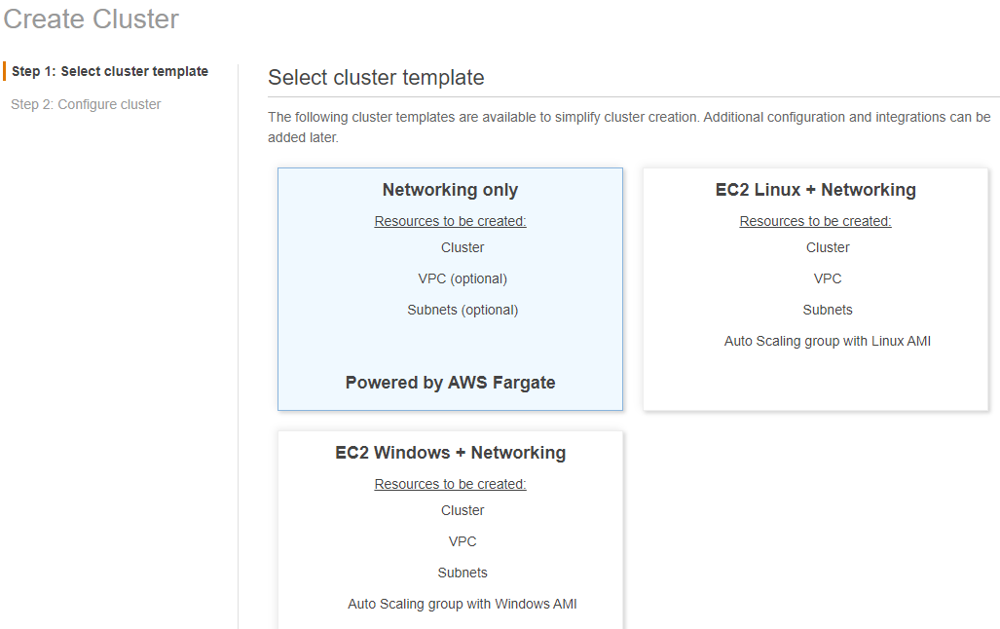 Create Cluster
Step 1: Select cluster template
Step 2: Configure cluster
Select cluster template
The following cluster templates are available to simplify cluster creation. Additional configuration and integrations can be
added later.
Networking only
Resources to be created:
Cluster
VPC (optional)
Subnets (optional)
Powered by AWS Fargate
EC2 Linux + Networking
Resources to be created:
Cluster
VPC
Subnets
Auto Scaling group with Linux AMI
EC2 Windows + Networking
Resources to be created:
Cluster
VPC
Subnets
Auto Scaling group with Windows AMI